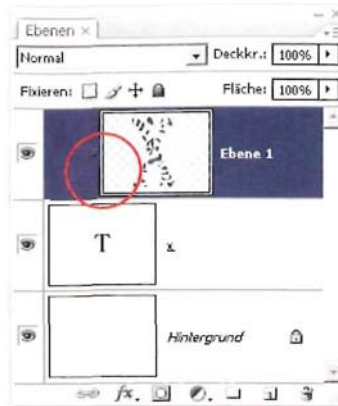 Ebenen ×
Normal Deckkr.: 100%
Fixieren: Fläche: 100%
Ebene 1
T x
Hintergrund
fx.